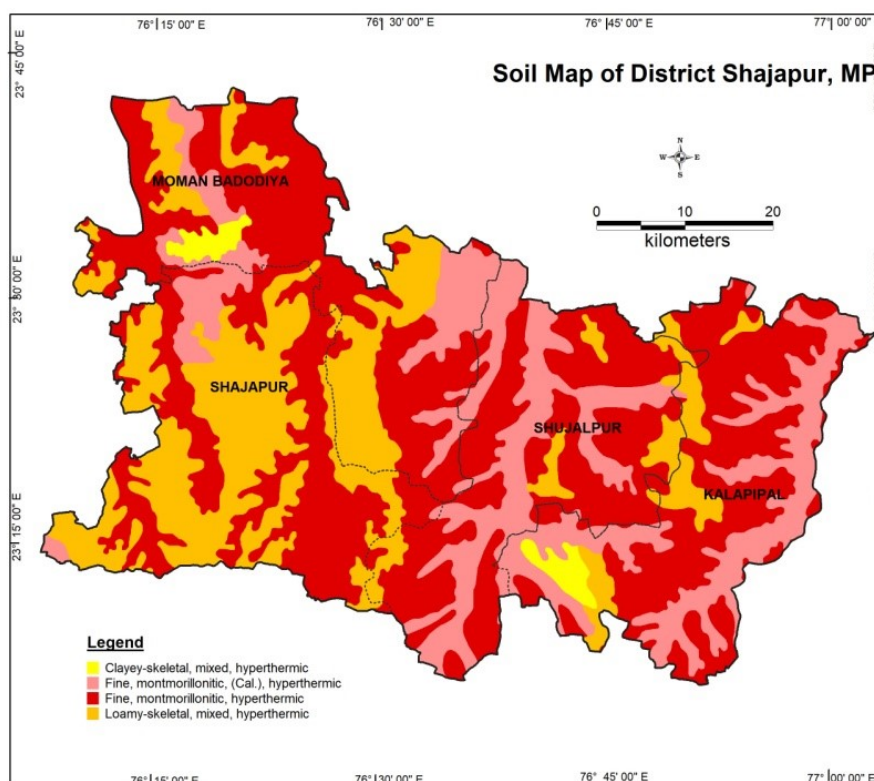 76° 15' 00" E
76° 30' 00" E
76° 45' 00" E
77° 00' 00" E
23° 45' 00" E
Soil Map of District Shajapur, MP
N
W E
S
0 10 20
kilometers
MOMAN BADODIYA
23° 30' 00" E
SHAJAPUR
SHUJALPUR
KALAPIPAL
23° 15' 00" E
Legend
Clayey-skeletal, mixed, hyperthermic
Fine, montmorillonitic, (Cal.), hyperthermic
Fine, montmorillonitic, hyperthermic
Loamy-skeletal, mixed, hyperthermic
76° 15' 00" E
76° 30' 00" E
76° 45' 00" E
77° 00' 00" E